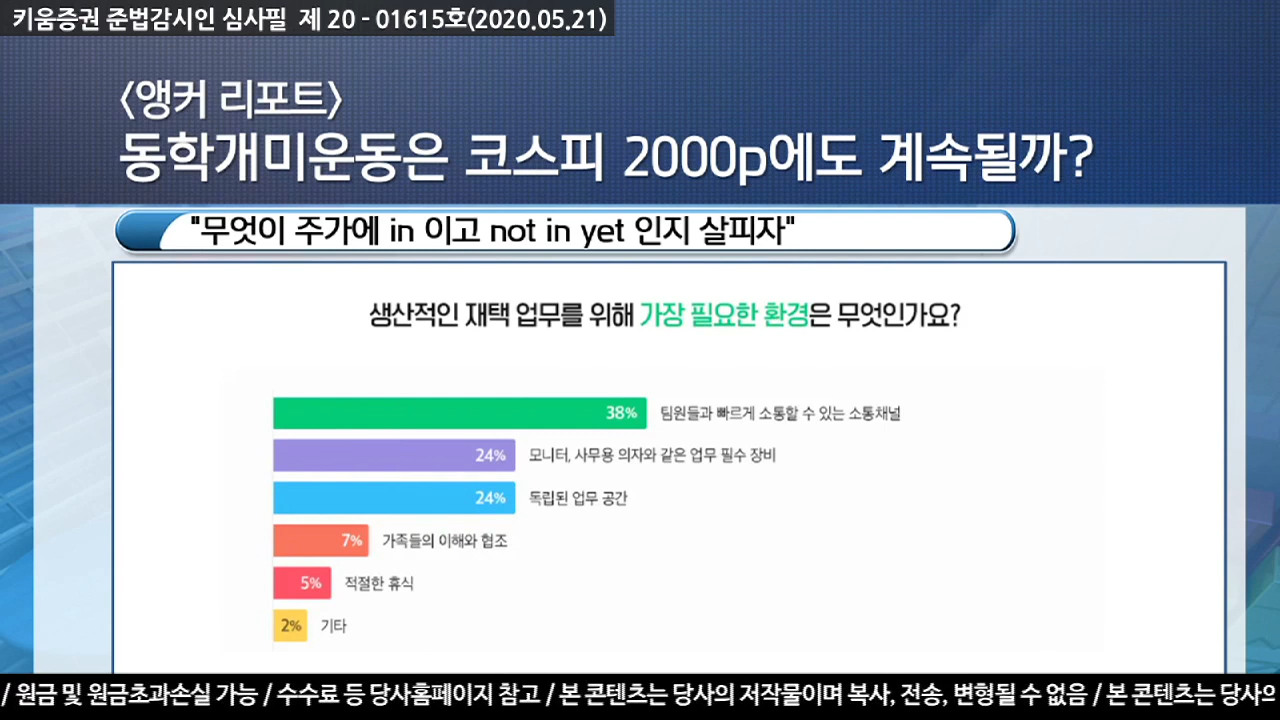 키움증권 준법감시인 심사필 제 20 - 01615호(2020.05.21)
<앵커 리포트>
동학개미운동은 코스피 2000p에도 계속될까?
"무엇이 주가에 in 이고 not in yet 인지 살피자"
생산적인 재택 업무를 위해 가장 필요한 환경은 무엇인가요?
38% 팀원들과 빠르게 소통할 수 있는 소통채널
24% 모니터, 사무용 의자와 같은 업무 필수 장비
24% 독립된 업무 공간
7% 가족들의 이해와 협조
5% 적절한 휴식
2% 기타
/ 원금 및 원금초과손실 가능 / 수수료 등 당사홈페이지 참고 / 본 콘텐츠는 당사의 저작물이며 복사, 전송, 변형될 수 없음 / 본 콘텐츠는 당사의